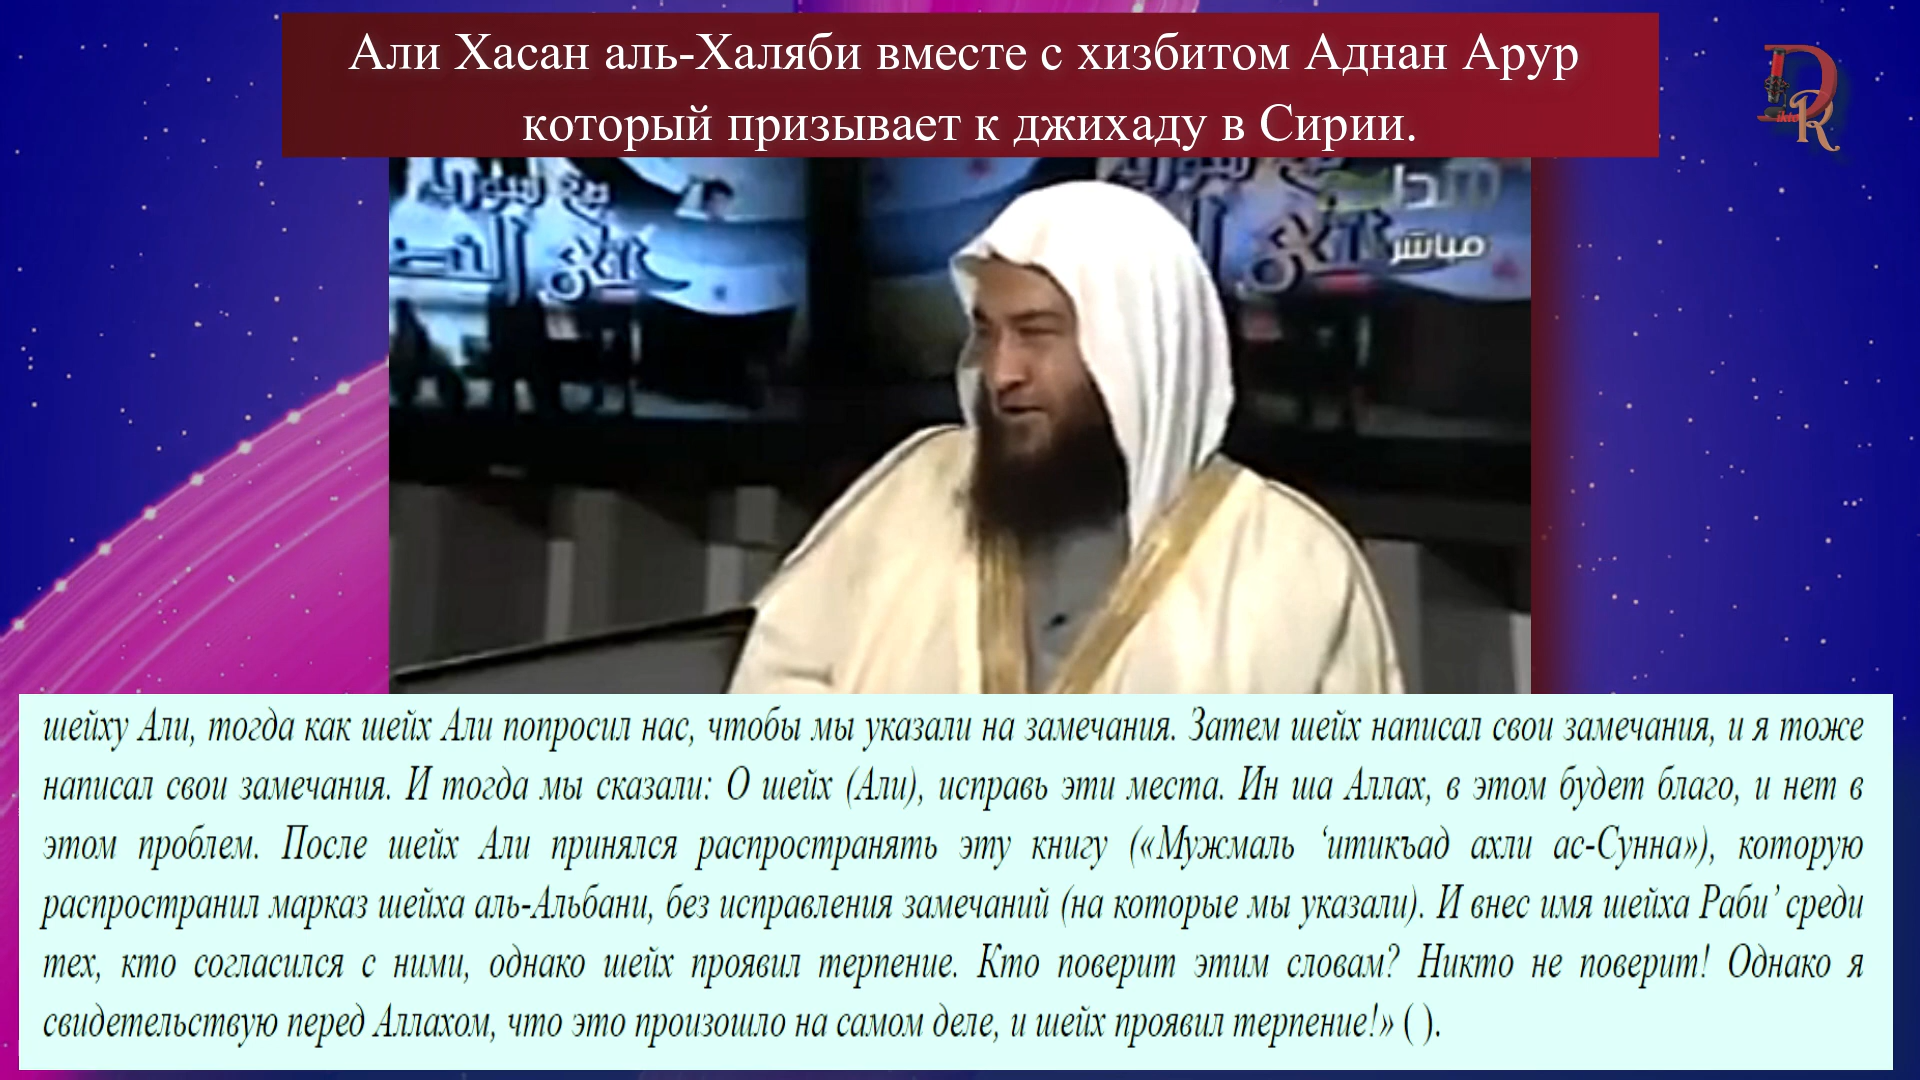 Али Хасан аль-Халяби вместе с хизбитом Аднан Арур
который призывает к джихаду в Сирии.
DR
مع سوريا
مباشر
шейху Али, тогда как шейх Али попросил нас, чтобы мы указали на замечания. Затем шейх написал свои замечания, и я тоже
написал свои замечания. И тогда мы сказали: О шейх (Али), исправь эти места. Ин ша Аллах, в этом будет благо, и нет в
этом проблем. После шейх Али принялся распространять эту книгу («Мужмаль ‘итикъад ахли ас-Сунна»), которую
распространил марказ шейха аль-Альбани, без исправления замечаний (на которые мы указали). И внес имя шейха Раби’ среди
тех, кто согласился с ними, однако шейх проявил терпение. Кто поверит этим словам? Никто не поверит! Однако я
свидетельствую перед Аллахом, что это произошло на самом деле, и шейх проявил терпение!» ( ).